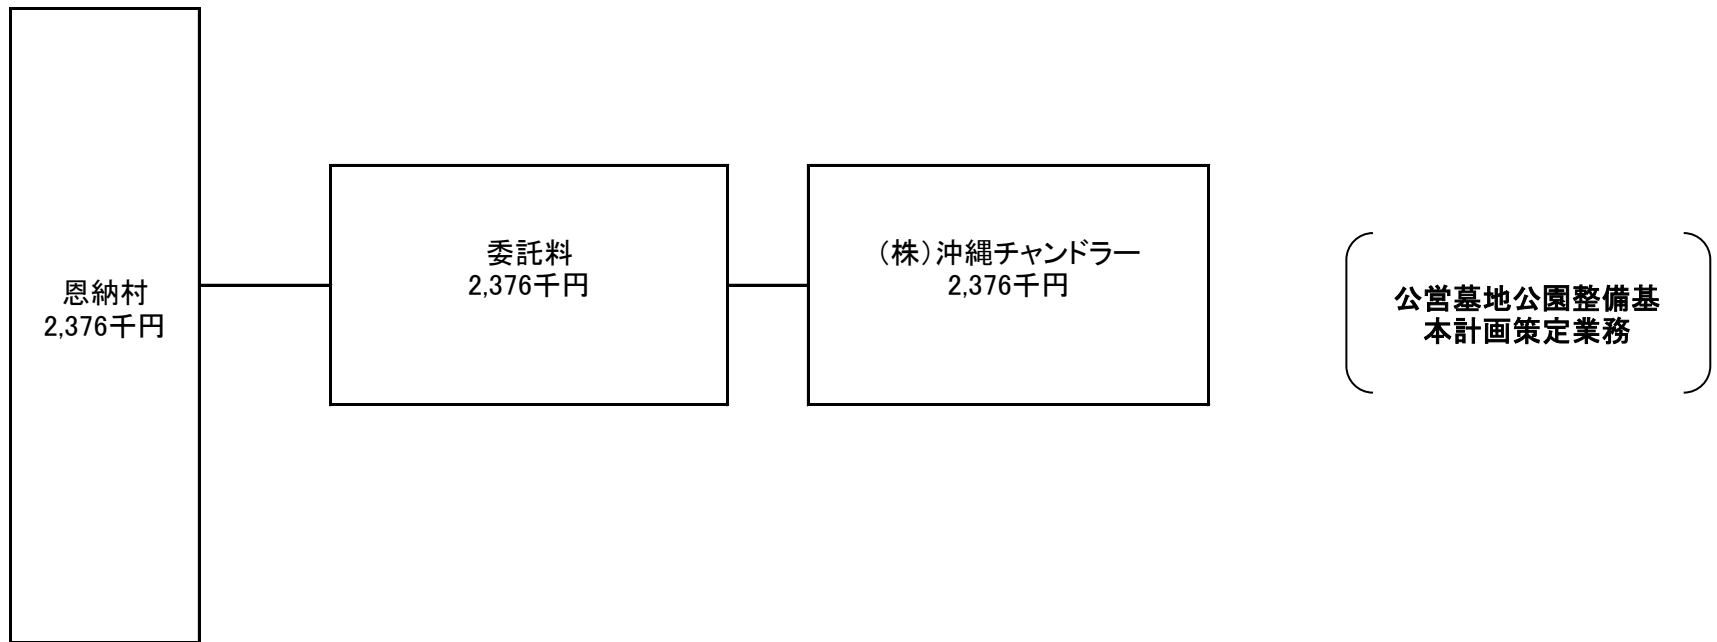 恩納村
2,376千円
委託料
2,376千円
（株）沖縄チャンドラー
2,376千円
公営墓地公園整備基
本計画策定業務